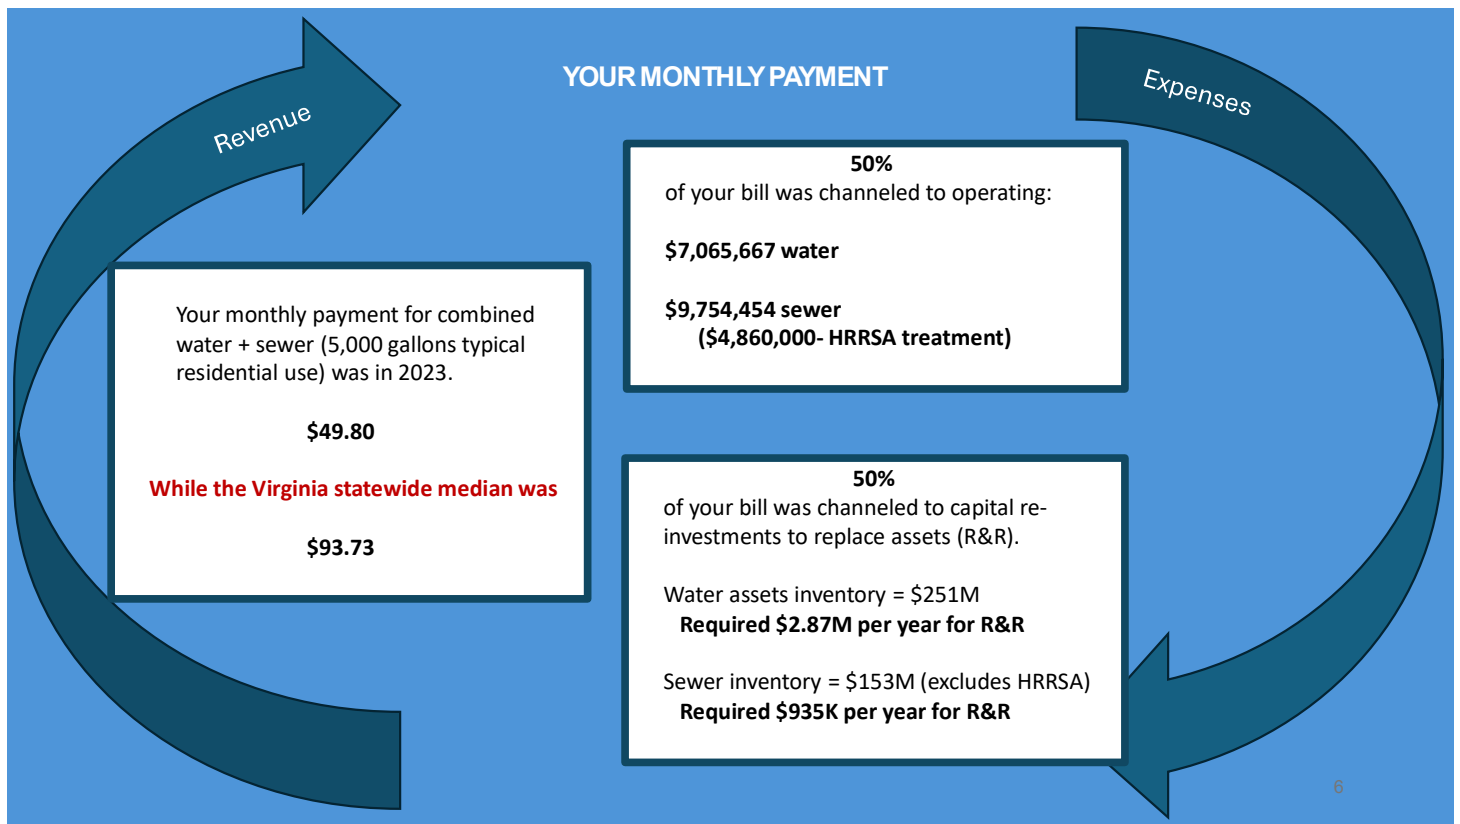 YOUR MONTHLY PAYMENT
Revenue
Expenses
Your monthly payment for combined
water + sewer (5,000 gallons typical
residential use) was in 2023.
$49.80
While the Virginia statewide median was
$93.73
50%
of your bill was channeled to operating:
$7,065,667 water
$9,754,454 sewer
($4,860,000- HRRSA treatment)
50%
of your bill was channeled to capital re-
investments to replace assets (R&R).
Water assets inventory = $251M
Required $2.87M per year for R&R
Sewer inventory = $153M (excludes HRRSA)
Required $935K per year for R&R
6